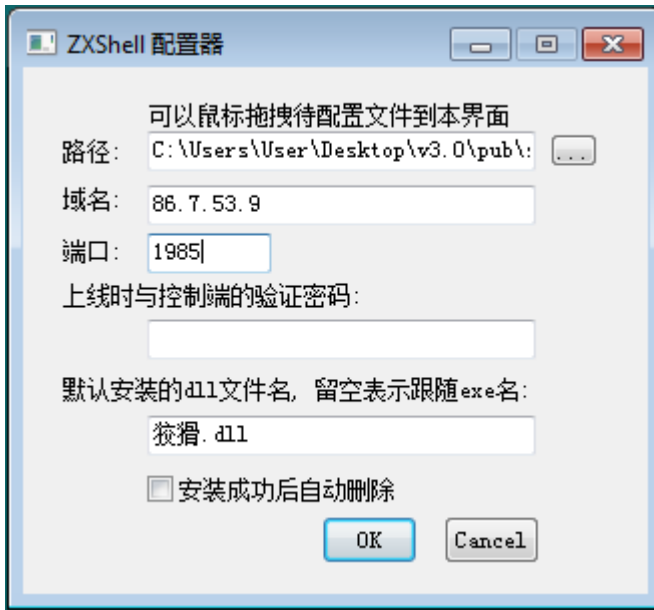 ZXShell 配置器
可以鼠标拖拽待配置文件到本界面
路径: C:\Users\User\Desktop\v3.0\pub\ ...
域名: 86.7.53.9
端口: 1985
上线时与控制端的验证密码:
默认安装的dll文件名, 留空表示跟随exe名:
狡猾.dll
安装成功后自动删除
OK Cancel